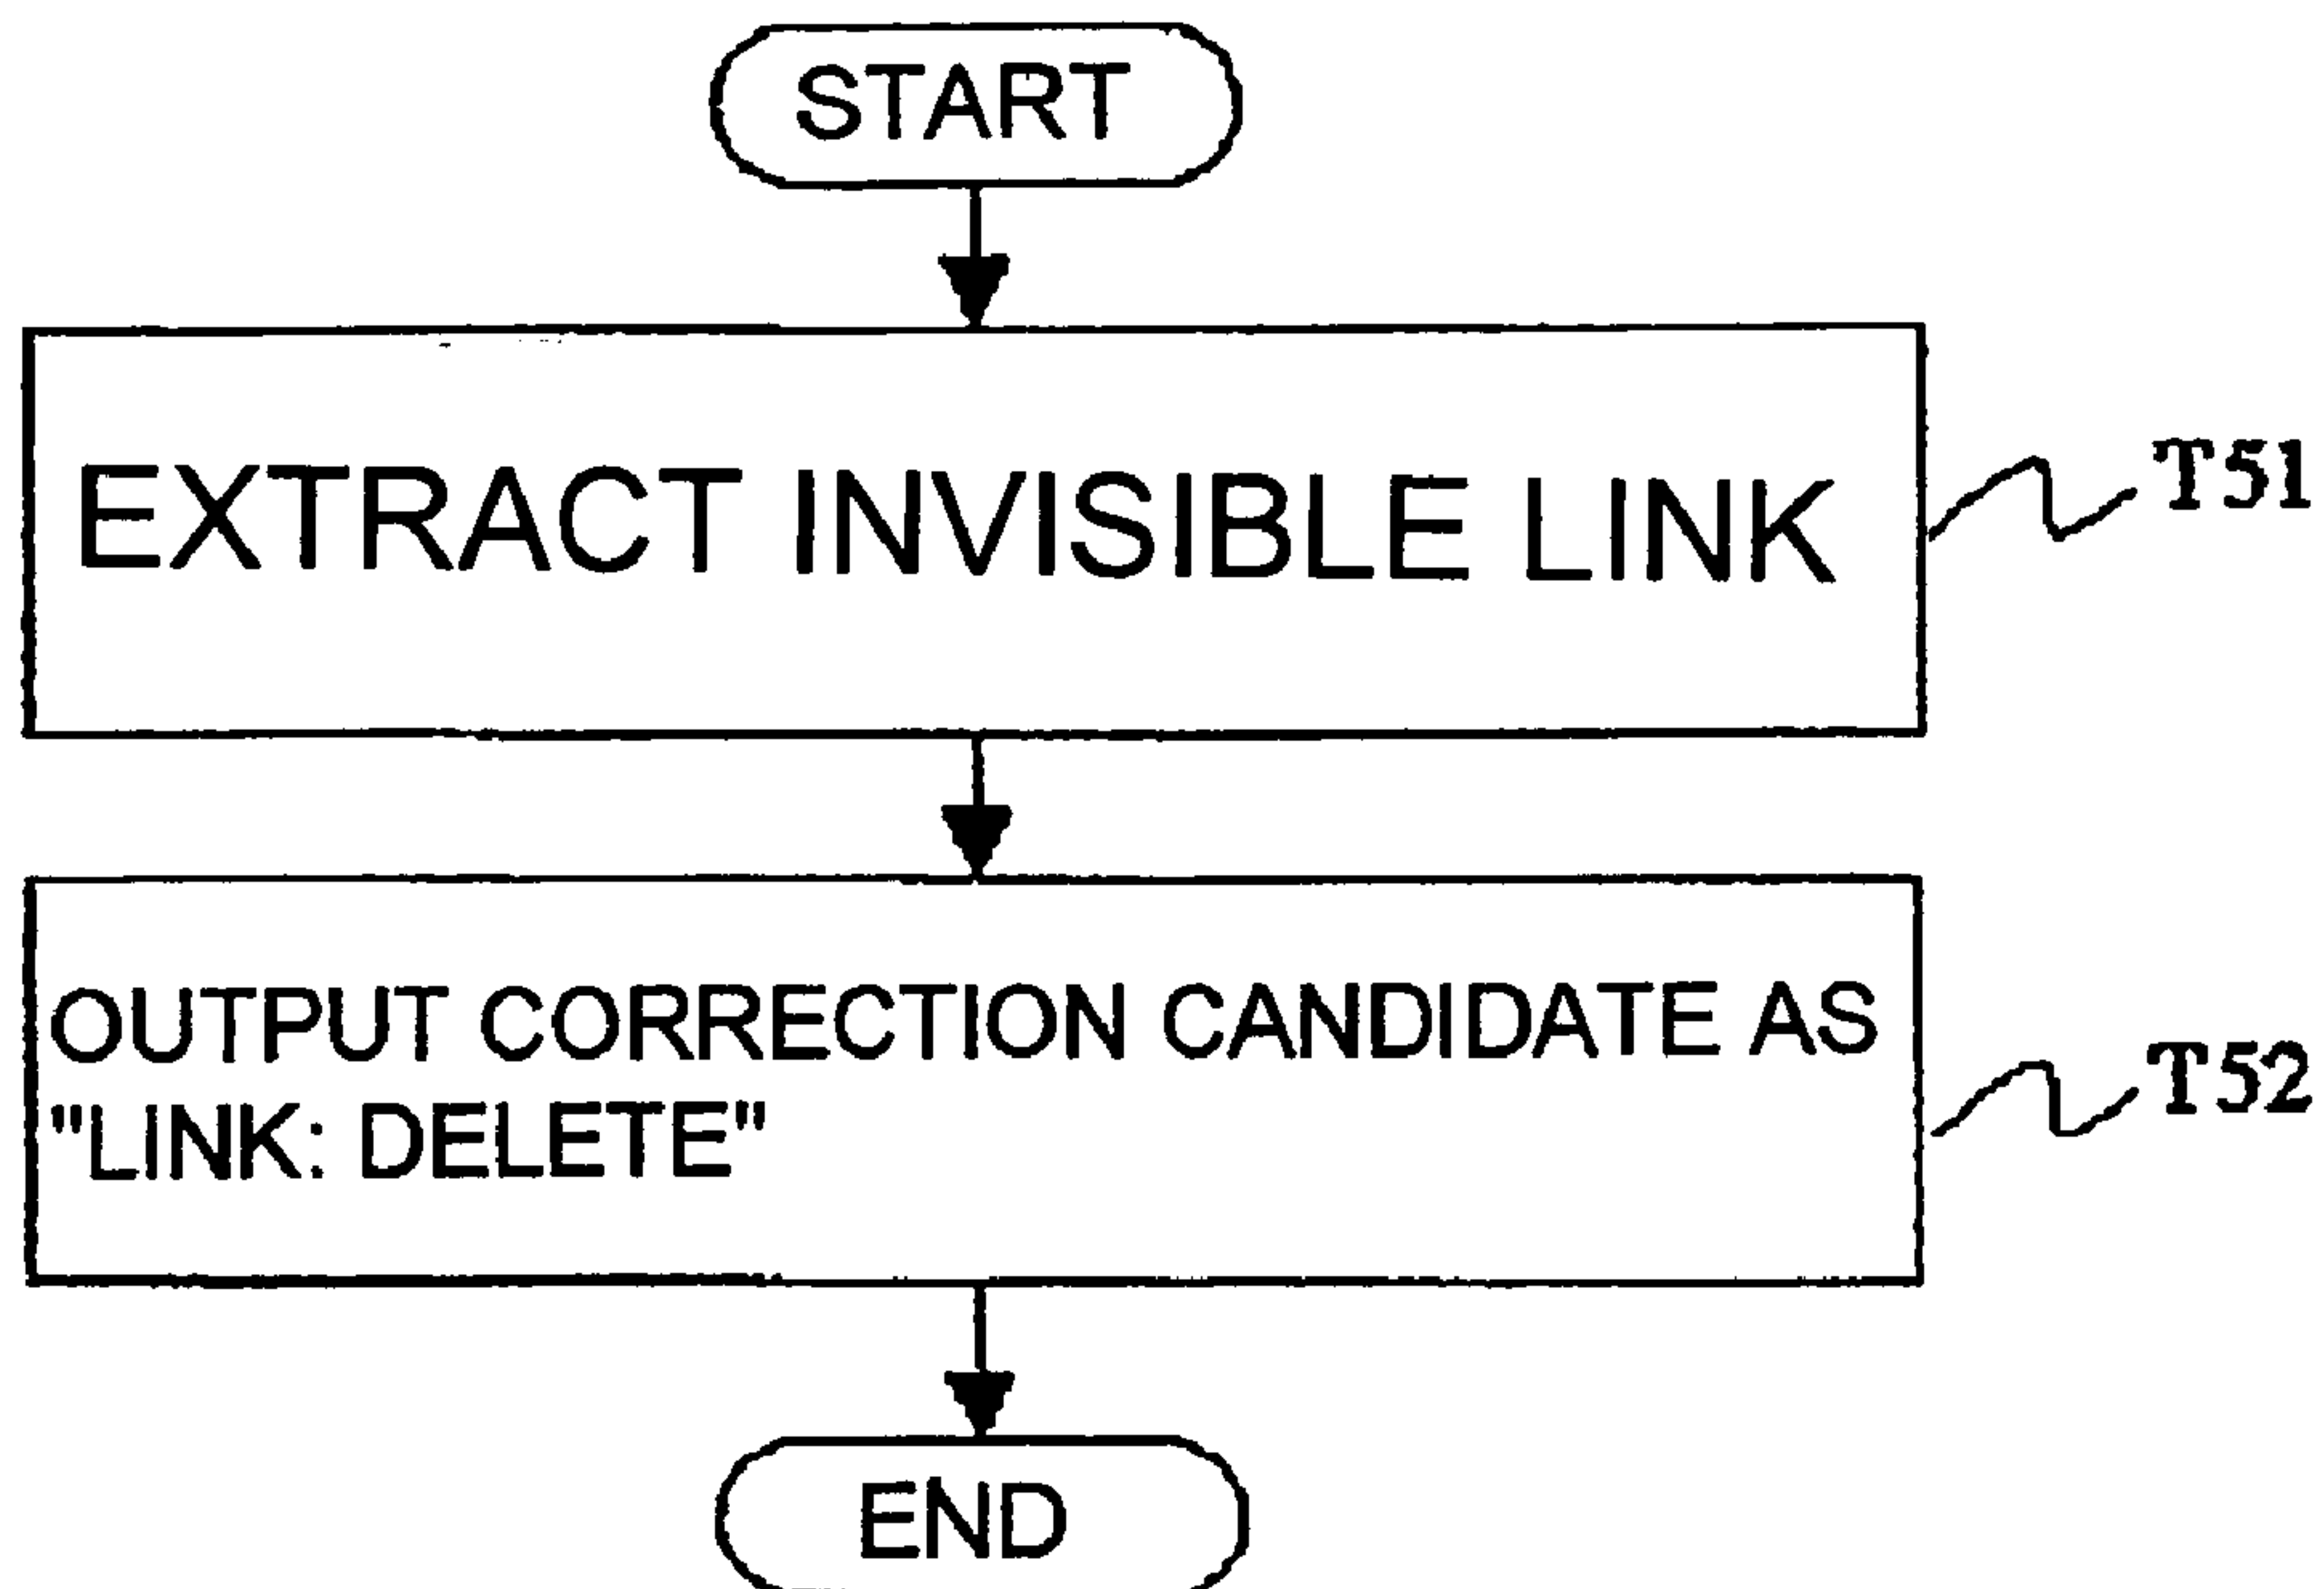 START
EXTRACT INVISIBLE LINK
T51
OUTPUT CORRECTION CANDIDATE AS
"LINK: DELETE"
T52
END